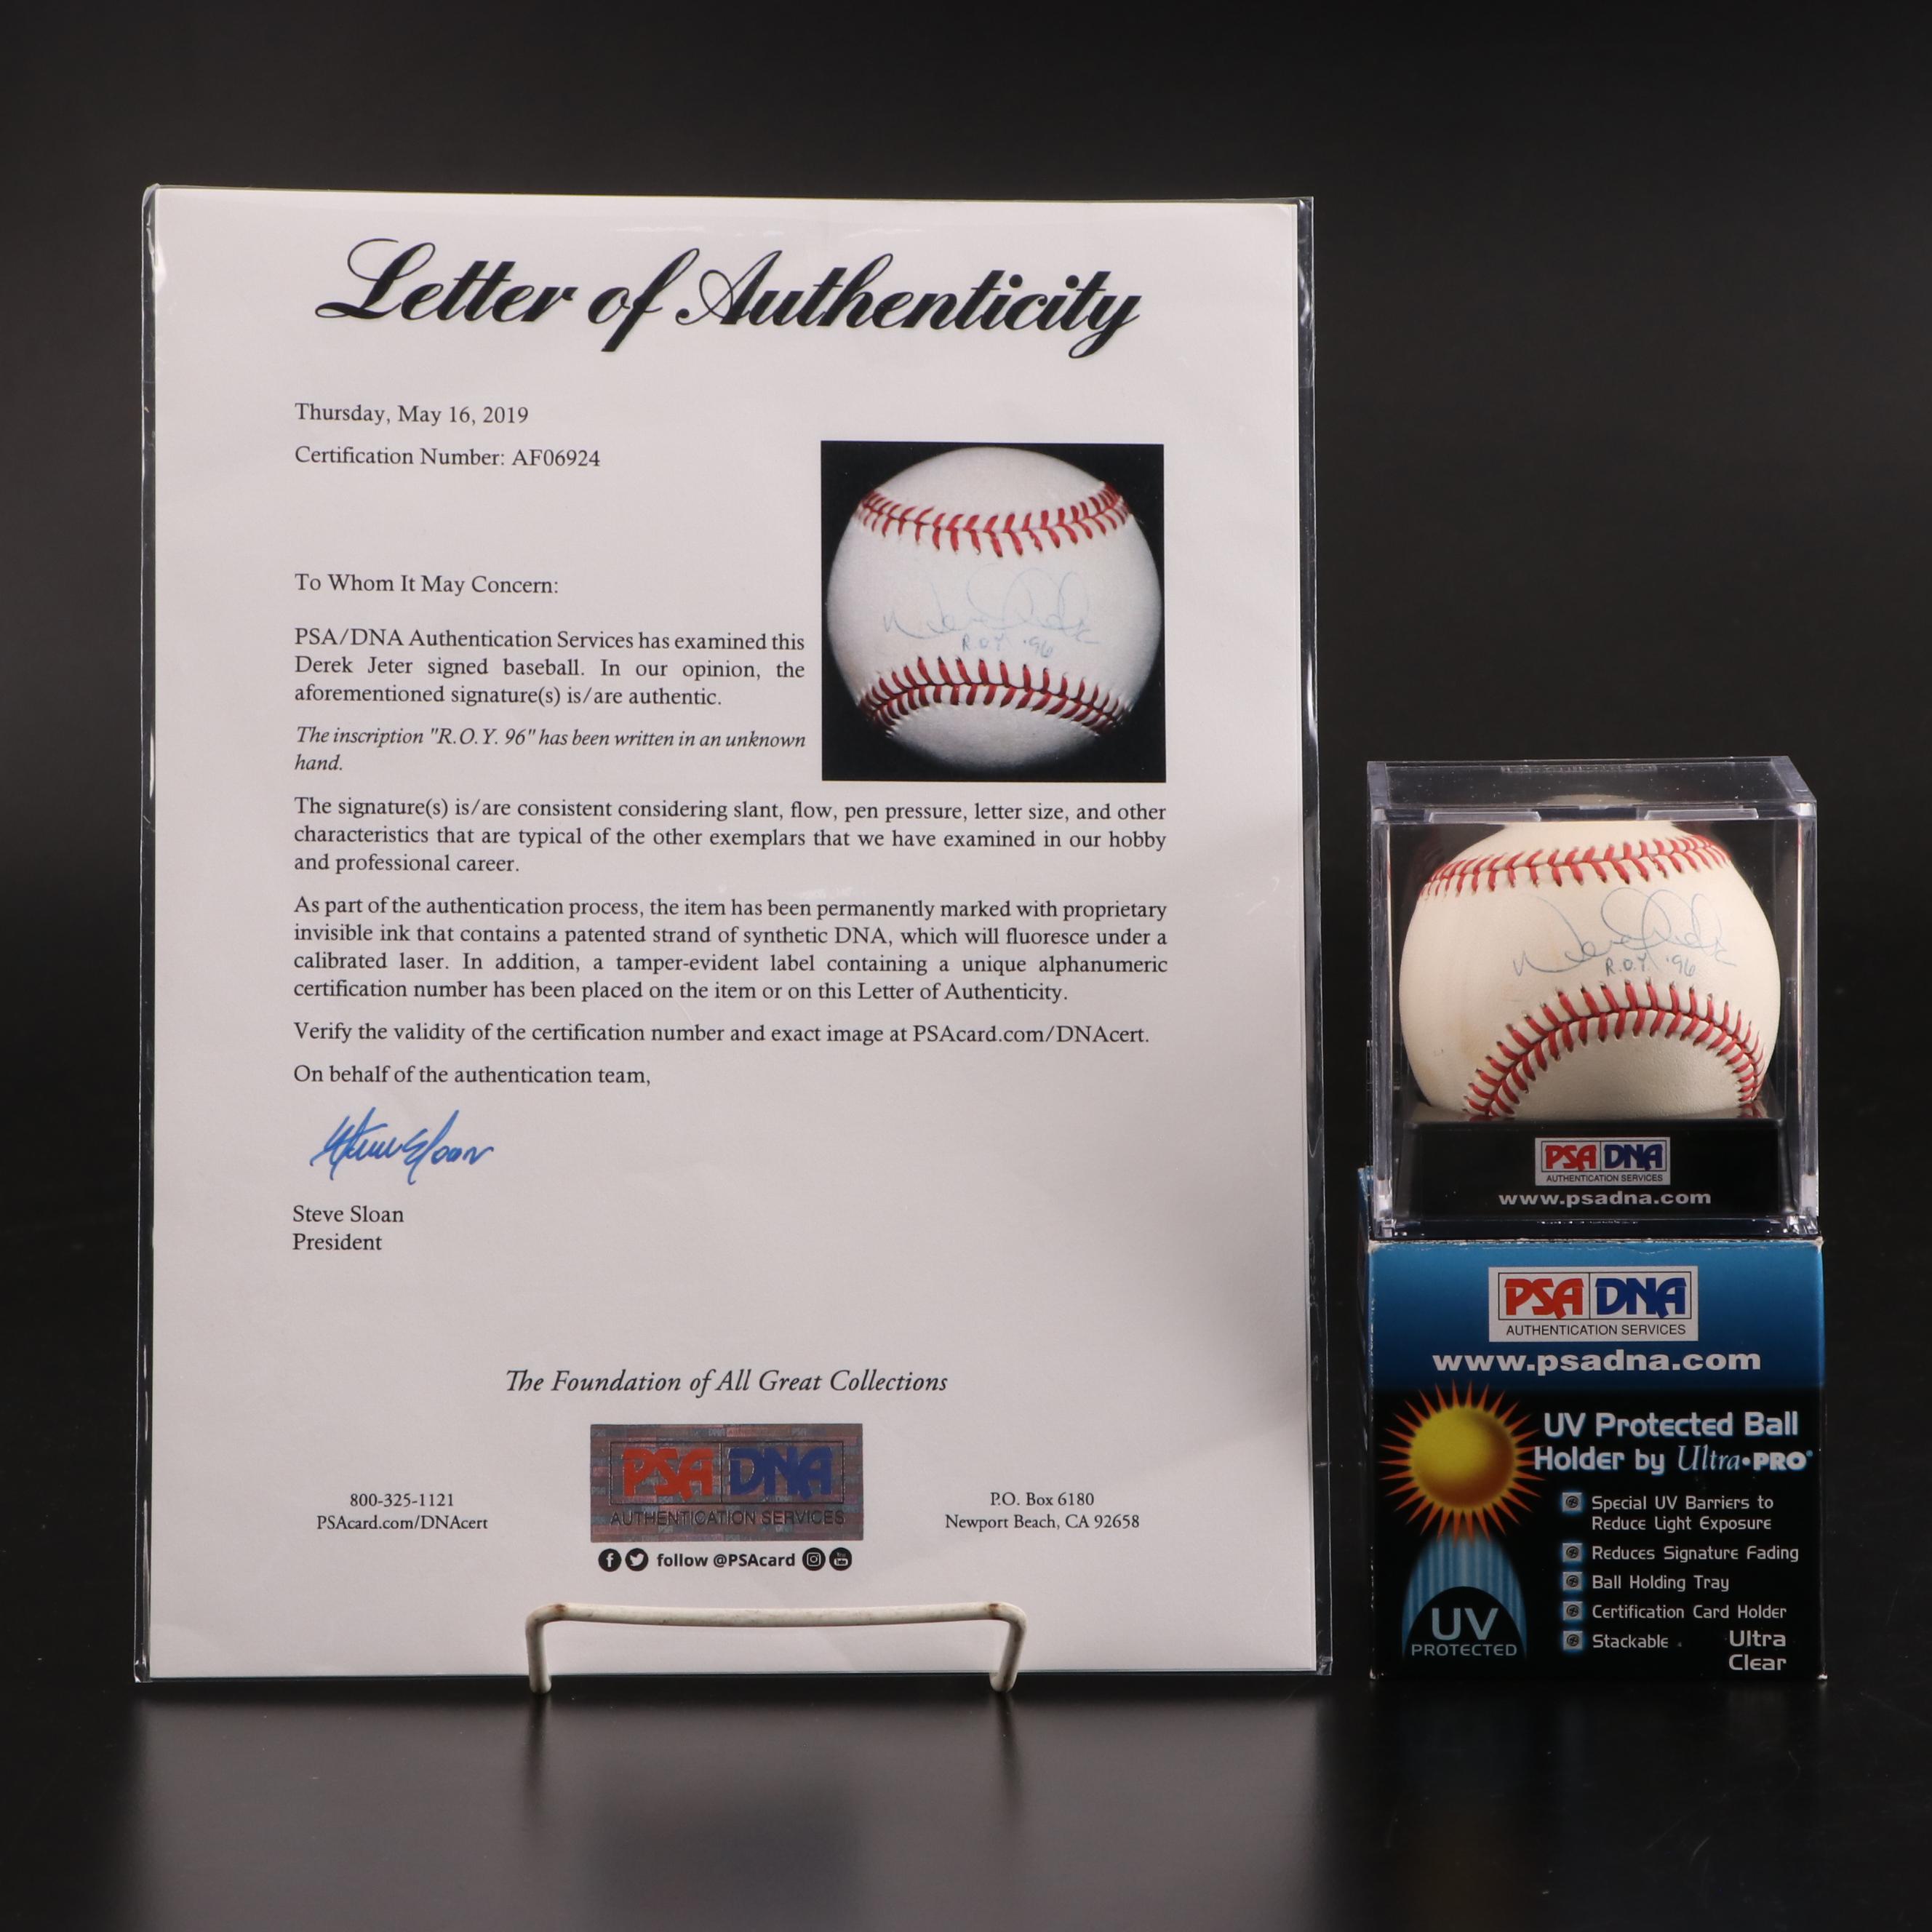 Letter of Authenticity
Thursday, May 16, 2019
Certification Number: AF06924
To Whom It May Concern:
PSA/DNA Authentication Services has examined this
Derek Jeter signed baseball. In our opinion, the
aforementioned signature(s) is/are authentic.
The inscription "R.O.Y. 96" has been written in an unknown
hand.
R.O.Y. '96
The signature(s) is/are consistent considering slant, flow, pen pressure, letter size, and other
characteristics that are typical of the other exemplars that we have examined in our hobby
and professional career.
As part of the authentication process, the item has been permanently marked with proprietary
invisible ink that contains a patented strand of synthetic DNA, which will fluoresce under a
calibrated laser. In addition, a tamper-evident label containing a unique alphanumeric
certification number has been placed on the item or on this Letter of Authenticity.
Verify the validity of the certification number and exact image at PSAcard.com/DNAcert.
On behalf of the authentication team,
Steve Sloan
Steve Sloan
President
The Foundation of All Great Collections
800-325-1121
PSAcard.com/DNAcert
PSA DNA
AUTHENTICATION SERVICES
follow @PSAcard
P.O. Box 6180
Newport Beach, CA 92658
Derek Jeter
R.O.Y. '96
PSA DNA
AUTHENTICATION SERVICES
www.psadna.com
PSA DNA
AUTHENTICATION SERVICES
www.psadna.com
UV Protected Ball
Holder by Ultra•PRO®
Special UV Barriers to
Reduce Light Exposure
Reduces Signature Fading
Ball Holding Tray
Certification Card Holder
Stackable
Ultra
Clear
UV
PROTECTED